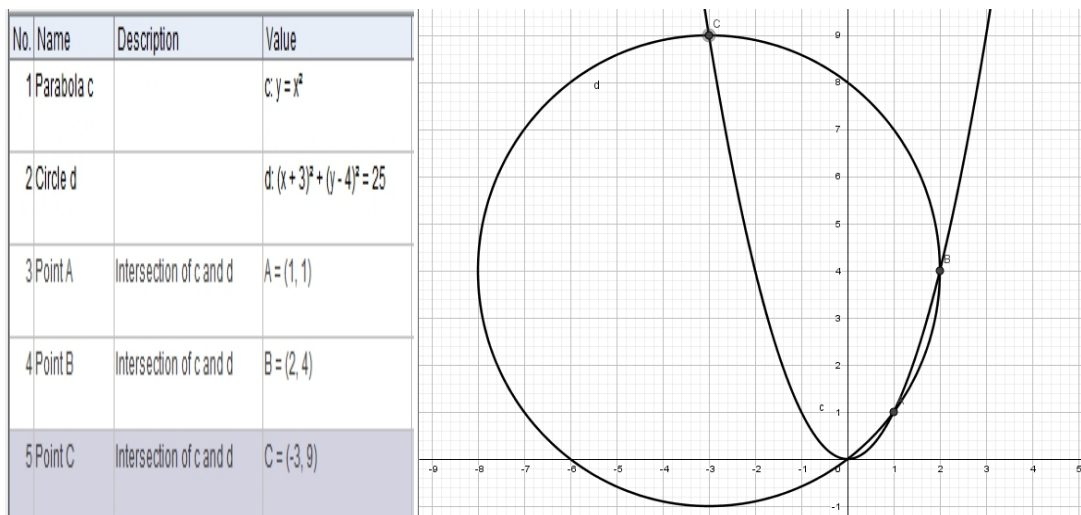 No. Name Description Value
1 Parabola c c: y = x²
2 Circle d d: (x + 3)² + (y - 4)² = 25
3 Point A Intersection of c and d A = (1, 1)
4 Point B Intersection of c and d B = (2, 4)
5 Point C Intersection of c and d C = (-3, 9)
C
9
d
8
7
6
5
B
4
3
2
c
1
A
-9 -8 -7 -6 -5 -4 -3 -2 -1 0 1 2 3 4 5
-1